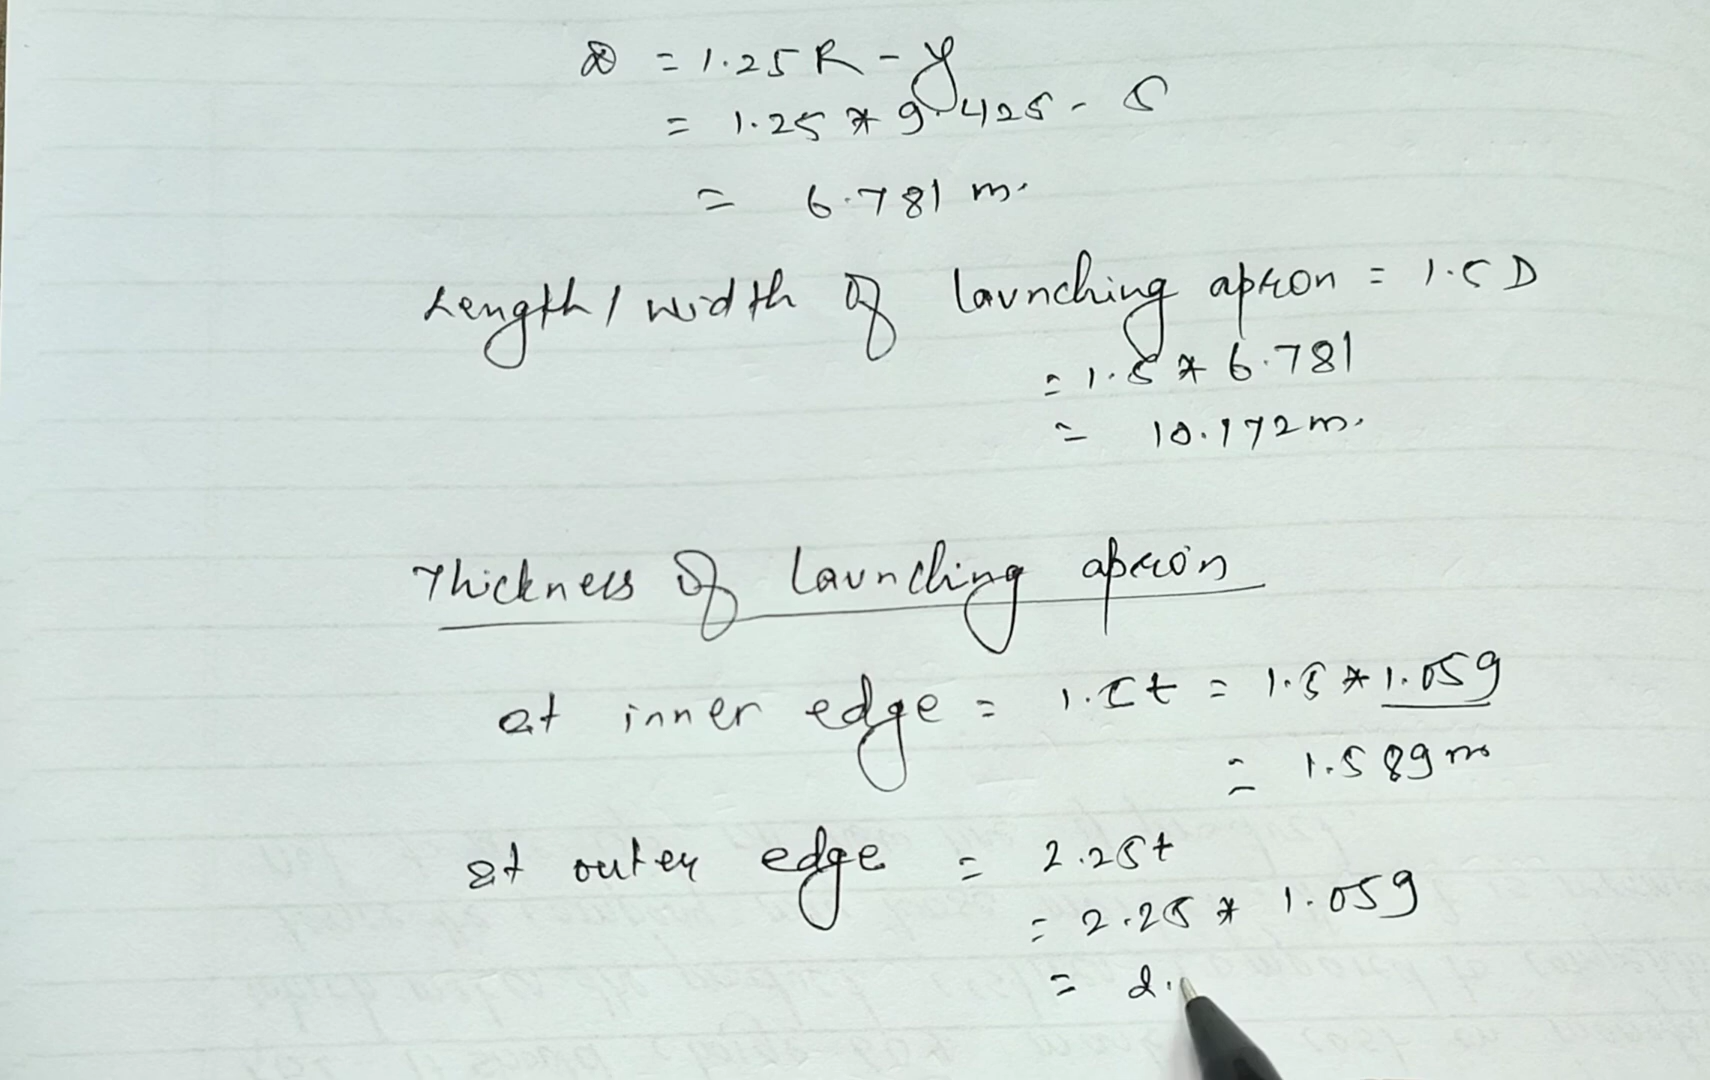 D = 1.25 R - y
= 1.25 * 9.425 - 5
= 6.781 m.
Length / width of launching apron = 1.5 D
= 1.5 * 6.781
= 10.172 m.
Thickness of launching apron
at inner edge = 1.5t = 1.5 * 1.059
= 1.589 m
at outer edge = 2.25t
= 2.25 * 1.059
= 2.